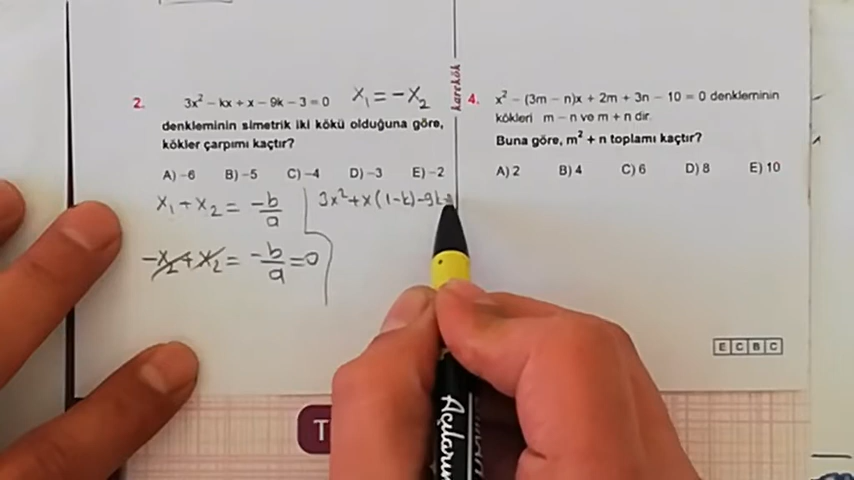 2. 3x² – kx + x – 9k – 3 = 0 x₁ = –x₂
denkleminin simetrik iki kökü olduğuna göre,
kökler çarpımı kaçtır?
A) –6 B) –5 C) –4 D) –3 E) –2
x₁ + x₂ = -b/a
-x₂ + x₂ = -b/a = 0
3x² + x(1-k) - 9k
karekök
4. x² – (3m – n)x + 2m + 3n – 10 = 0 denkleminin
kökleri m – n ve m + n dir.
Buna göre, m² + n toplamı kaçtır?
A) 2 B) 4 C) 6 D) 8 E) 10
E C B C
T
Açıların